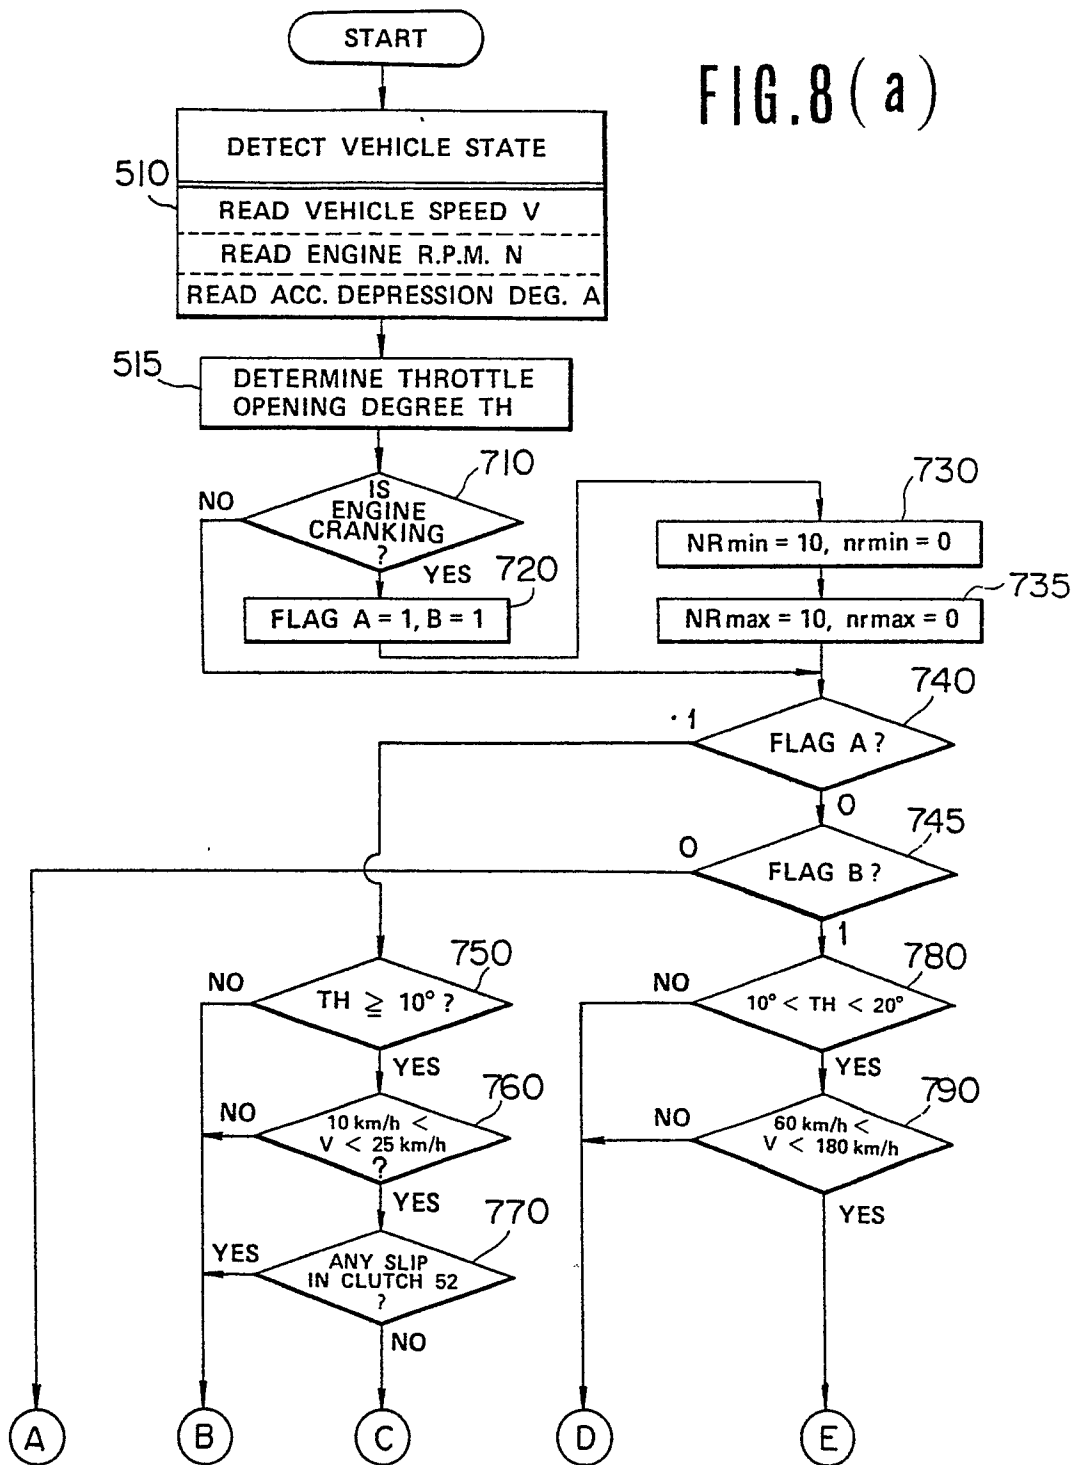 START
FIG.8(a)
DETECT VEHICLE STATE
510
READ VEHICLE SPEED V
READ ENGINE R.P.M. N
READ ACC. DEPRESSION DEG. A
515
DETERMINE THROTTLE
OPENING DEGREE TH
710
NO
IS
ENGINE
CRANKING
?
YES
720
FLAG A = 1, B = 1
730
NRmin = 10, nrmin = 0
735
NRmax = 10, nrmax = 0
740
1
FLAG A ?
0
745
0
FLAG B ?
1
750
NO
TH ≧ 10° ?
YES
780
NO
10° < TH < 20°
YES
760
NO
10 km/h <
V < 25 km/h
?
YES
790
NO
60 km/h <
V < 180 km/h
YES
770
YES
ANY SLIP
IN CLUTCH 52
?
NO
A
B
C
D
E